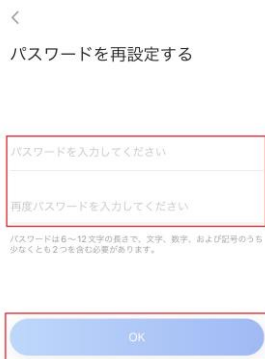 パスワードを再設定する
パスワードを入力してください
再度パスワードを入力してください
パスワードは6〜12文字の長さで、文字、数字、および記号のうち
少なくとも2つを含む必要があります。
OK